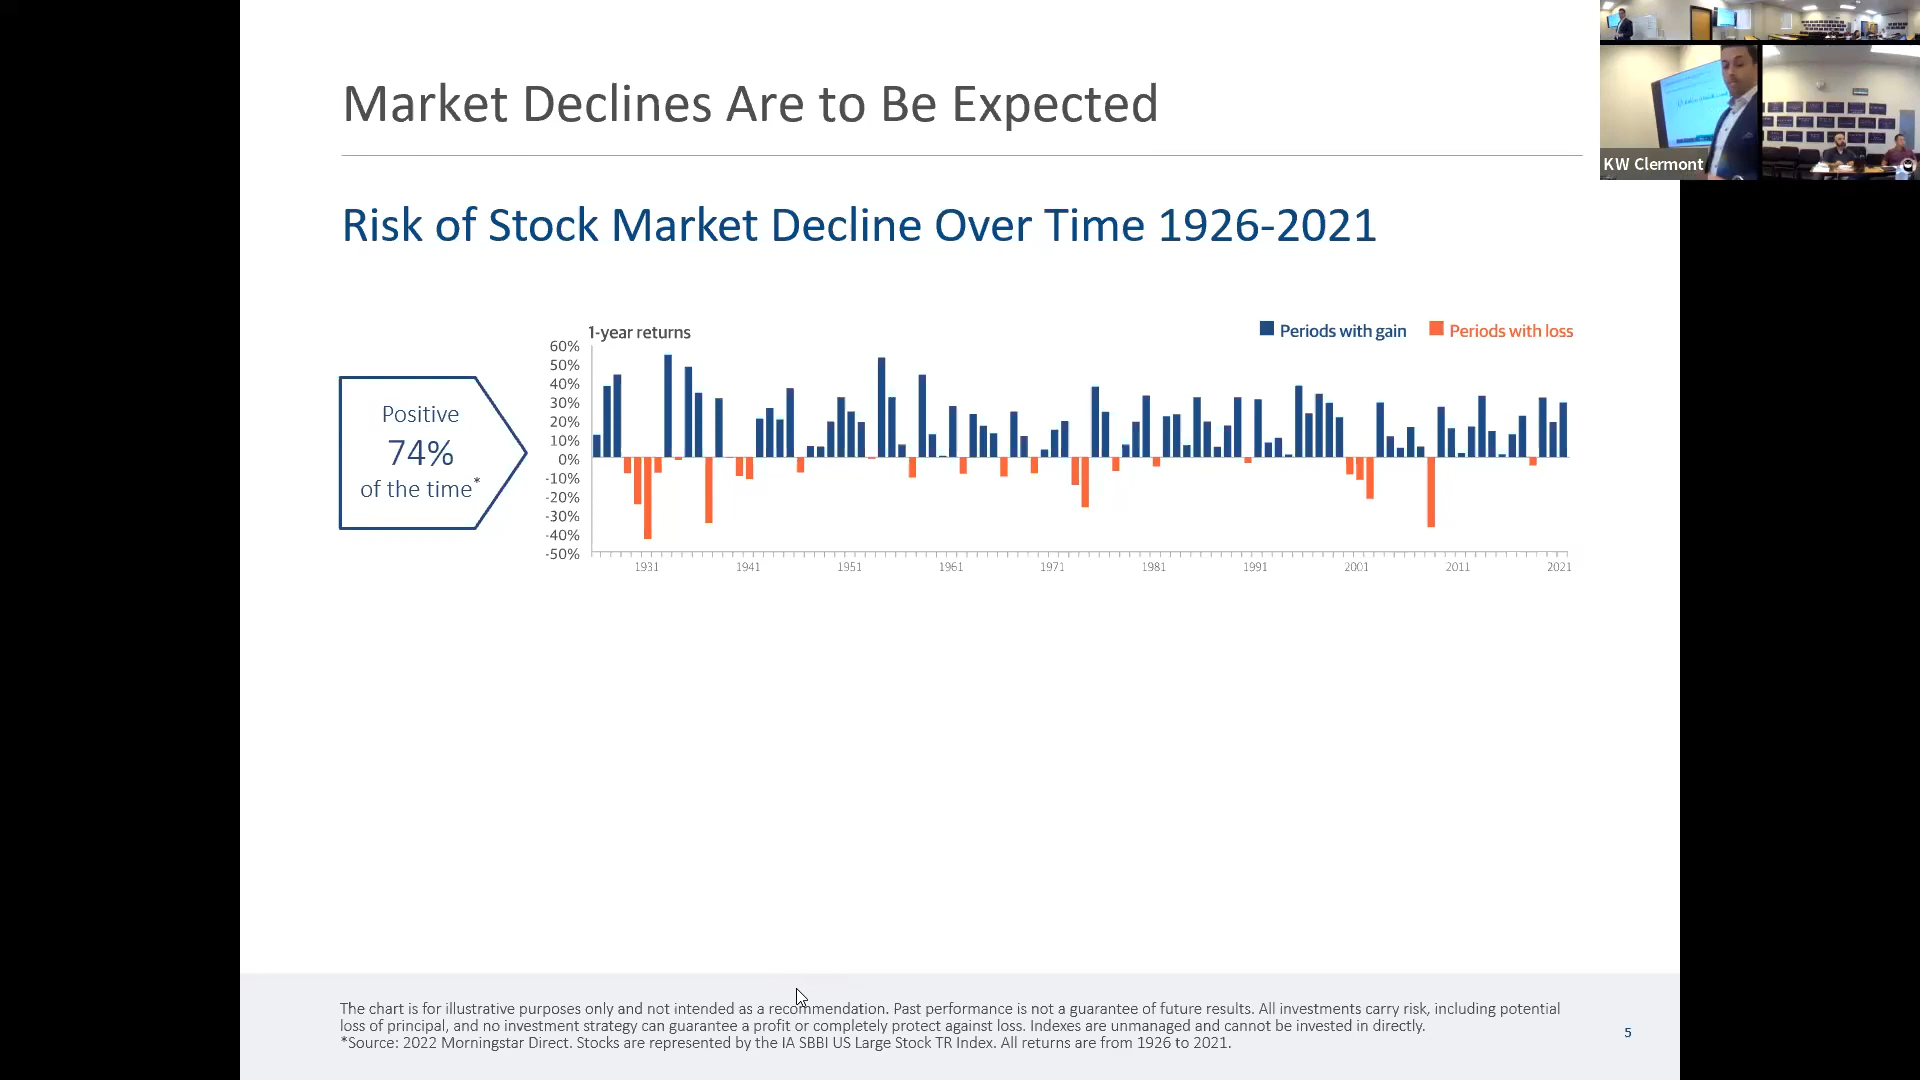 Market Declines Are to Be Expected
KW Clermont
Risk of Stock Market Decline Over Time 1926-2021
1-year returns
Periods with gain
Periods with loss
60%
50%
40%
30%
20%
10%
0%
-10%
-20%
-30%
-40%
-50%
Positive
74%
of the time*
1931 1941 1951 1961 1971 1981 1991 2001 2011 2021
The chart is for illustrative purposes only and not intended as a recommendation. Past performance is not a guarantee of future results. All investments carry risk, including potential
loss of principal, and no investment strategy can guarantee a profit or completely protect against loss. Indexes are unmanaged and cannot be invested in directly.
*Source: 2022 Morningstar Direct. Stocks are represented by the IA SBBI US Large Stock TR Index. All returns are from 1926 to 2021.
5